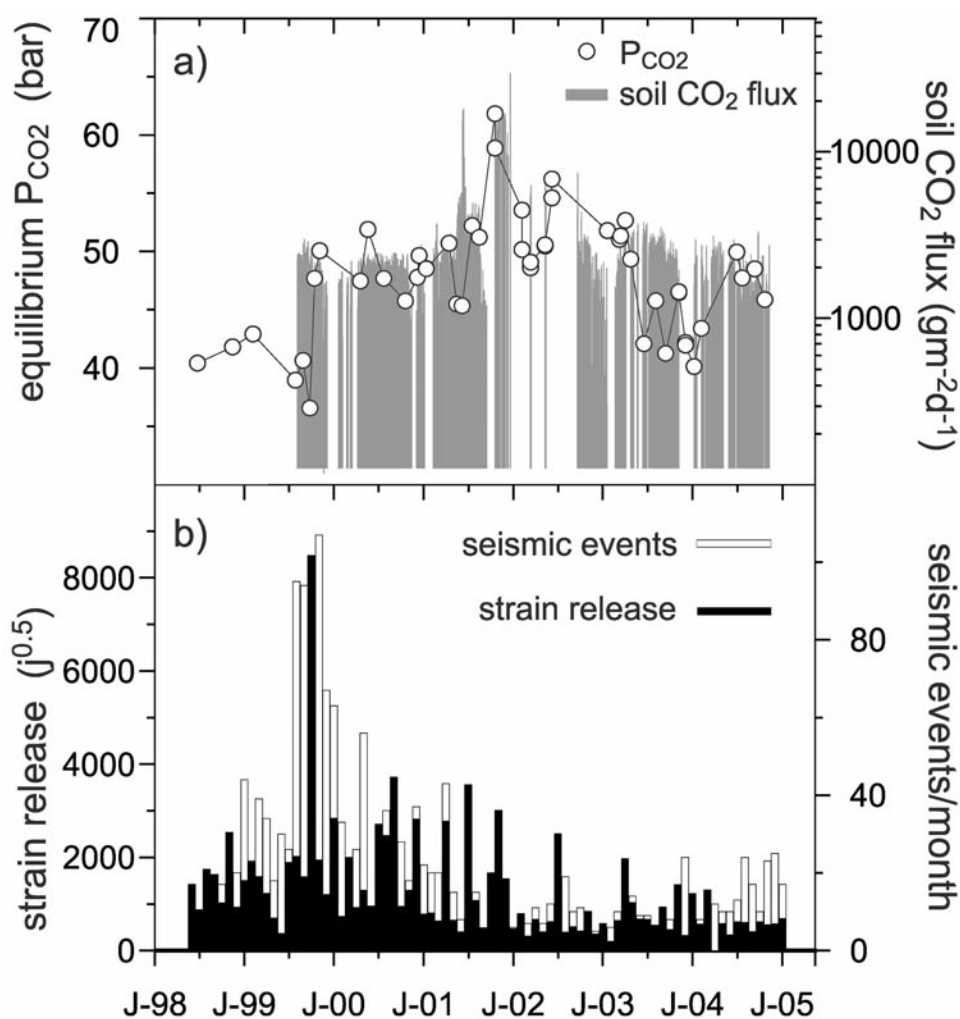 70
60
50
40
equilibrium P_CO2 (bar)
a)
P_CO2
soil CO₂ flux
10000
1000
soil CO₂ flux (gm⁻²d⁻¹)
b)
seismic events
strain release
8000
6000
4000
2000
0
strain release (j⁰·⁵)
80
40
0
seismic events/month
J-98 J-99 J-00 J-01 J-02 J-03 J-04 J-05